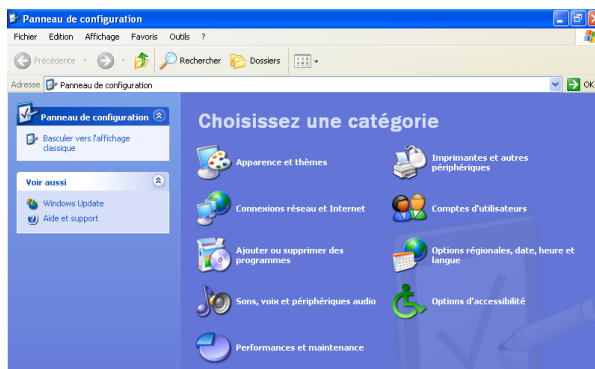 Panneau de configuration
Fichier Edition Affichage Favoris Outils ?
Précédente Rechercher Dossiers
Adresse Panneau de configuration OK
Panneau de configuration
Basculer vers l'affichage
classique
Voir aussi
Windows Update
Aide et support
Choisissez une catégorie
Apparence et thèmes
Imprimantes et autres
périphériques
Connexions réseau et Internet
Comptes d'utilisateurs
Ajouter ou supprimer des
programmes
Options régionales, date, heure et
langue
Sons, voix et périphériques audio
Options d'accessibilité
Performances et maintenance